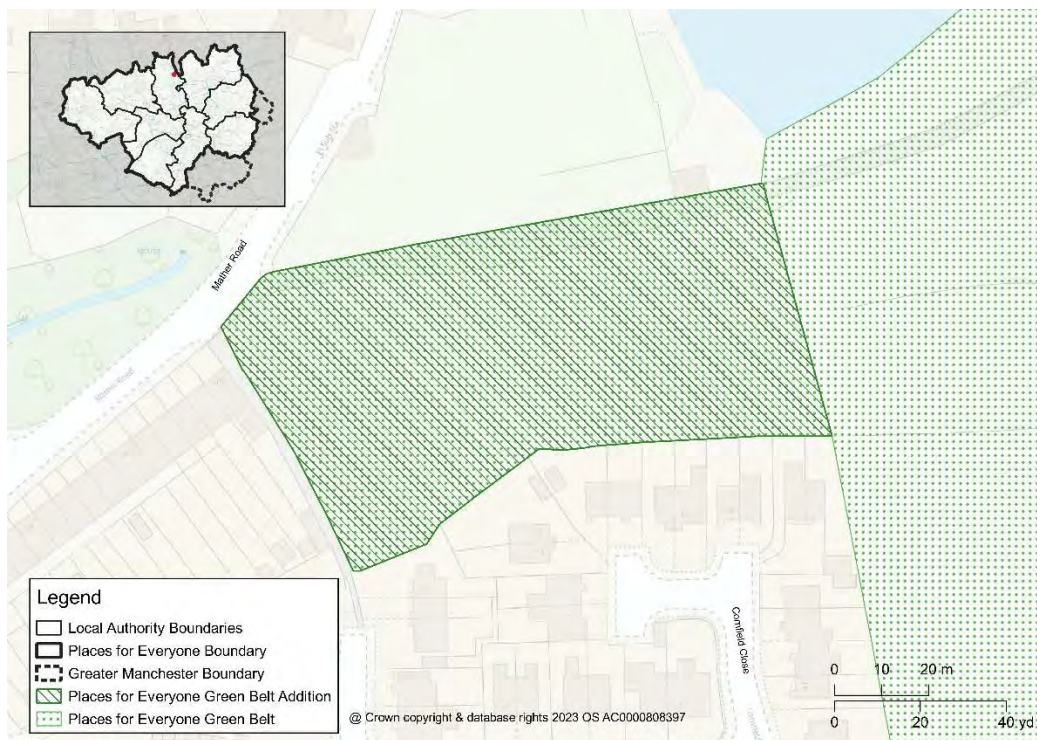 Mather Road
Mather Road
Cornfield Close
Legend
Local Authority Boundaries
Places for Everyone Boundary
Greater Manchester Boundary
Places for Everyone Green Belt Addition
Places for Everyone Green Belt
@ Crown copyright & database rights 2023 OS AC0000808397
0 10 20 m
0 20 40 yd